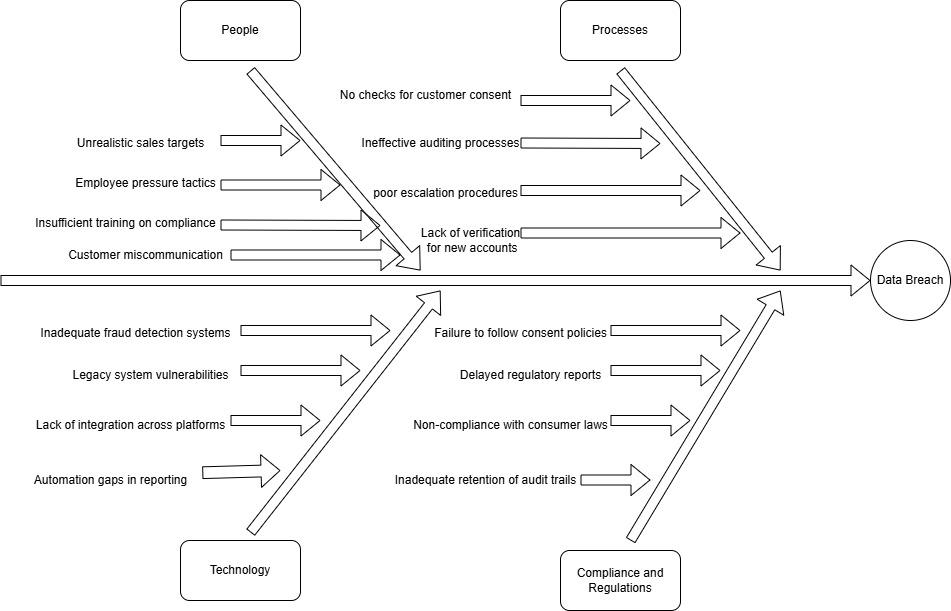 People
Processes
No checks for customer consent
Unrealistic sales targets
Ineffective auditing processes
Employee pressure tactics
poor escalation procedures
Insufficient training on compliance
Lack of verification
for new accounts
Customer miscommunication
Data Breach
Inadequate fraud detection systems
Failure to follow consent policies
Legacy system vulnerabilities
Delayed regulatory reports
Lack of integration across platforms
Non-compliance with consumer laws
Automation gaps in reporting
Inadequate retention of audit trails
Technology
Compliance and
Regulations